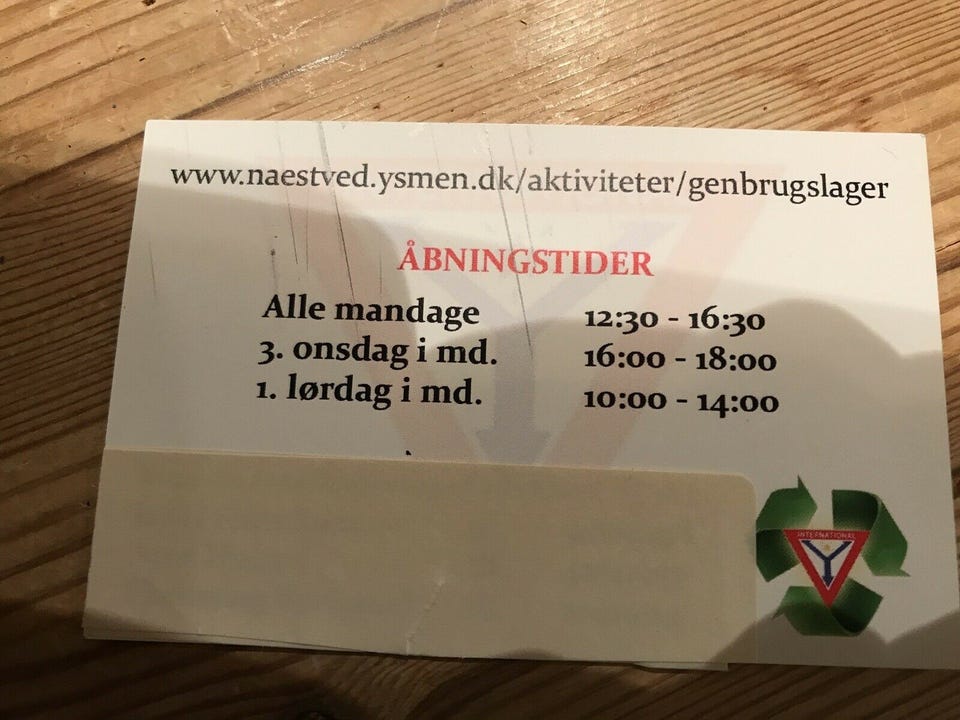 www.naestved.ysmen.dk/aktiviteter/genbrugslager
ÅBNINGSTIDER
Alle mandage 12:30 - 16:30
3. onsdag i md. 16:00 - 18:00
1. lørdag i md. 10:00 - 14:00
INTERNATIONAL